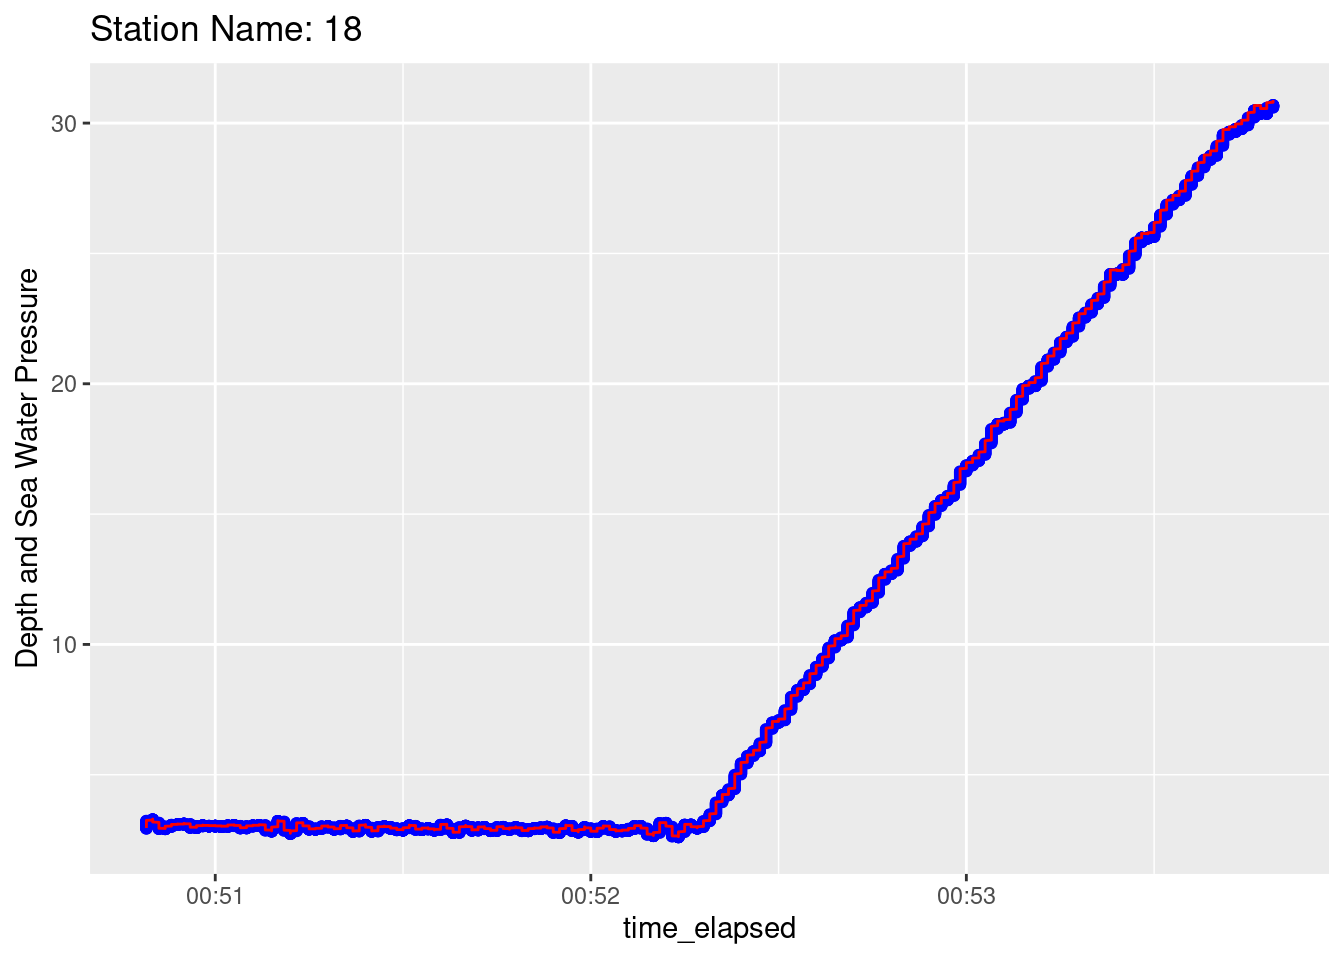 Station Name: 18
30
20
10
Depth and Sea Water Pressure
00:51
00:52
00:53
time_elapsed